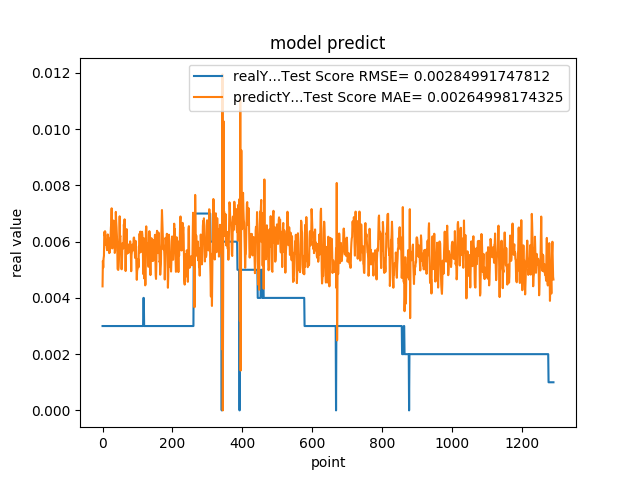 model predict
realY...Test Score RMSE= 0.00284991747812
predictY...Test Score MAE= 0.00264998174325
real value
0.012
0.010
0.008
0.006
0.004
0.002
0.000
0 200 400 600 800 1000 1200
point